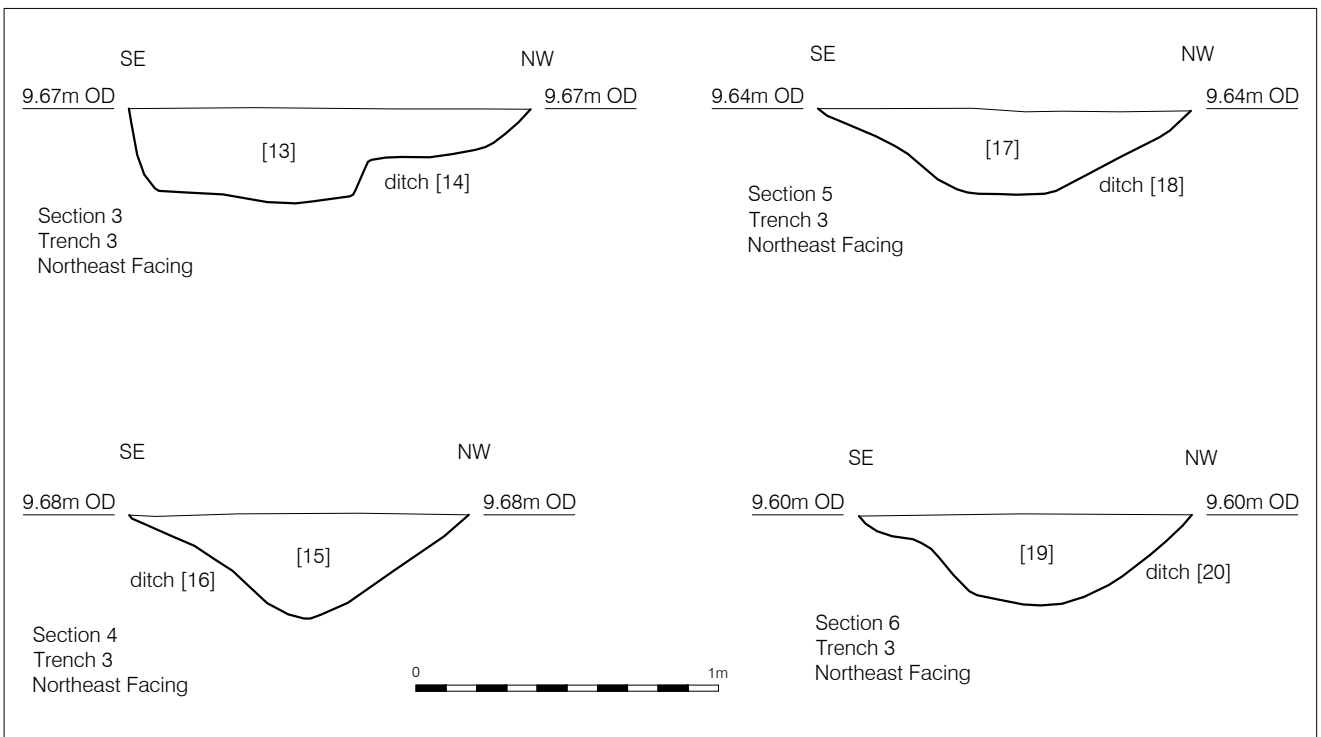 SE NW
9.67m OD 9.67m OD
[13]
ditch [14]
Section 3
Trench 3
Northeast Facing
SE NW
9.64m OD 9.64m OD
[17]
ditch [18]
Section 5
Trench 3
Northeast Facing
SE NW
9.68m OD 9.68m OD
[15]
ditch [16]
Section 4
Trench 3
Northeast Facing
0 1m
SE NW
9.60m OD 9.60m OD
[19]
ditch [20]
Section 6
Trench 3
Northeast Facing